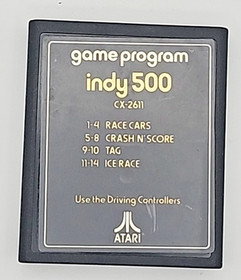 game program
indy 500
CX-2611
1-4 RACE CARS
5-8 CRASH N' SCORE
9-10 TAG
11-14 ICE RACE
Use the Driving Controllers
ATARI